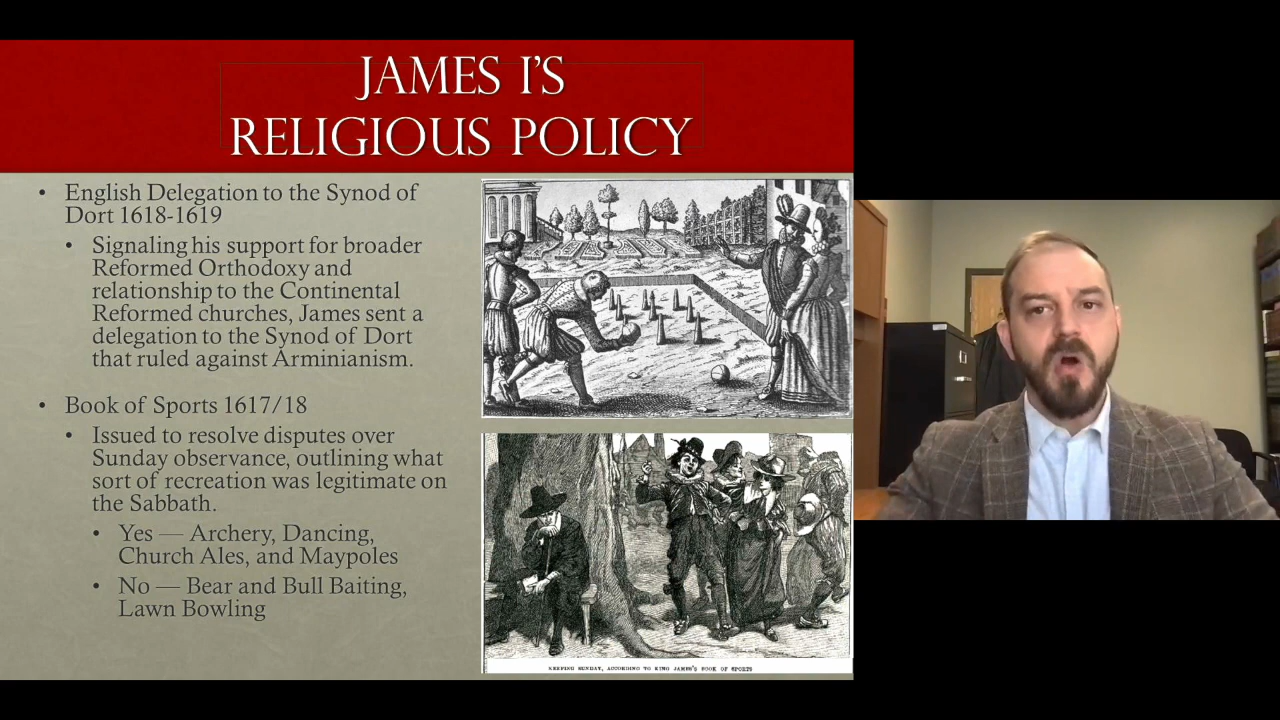 JAMES I'S
RELIGIOUS POLICY
• English Delegation to the Synod of
Dort 1618-1619
• Signaling his support for broader
Reformed Orthodoxy and
relationship to the Continental
Reformed churches, James sent a
delegation to the Synod of Dort
that ruled against Arminianism.
• Book of Sports 1617/18
• Issued to resolve disputes over
Sunday observance, outlining what
sort of recreation was legitimate on
the Sabbath.
• Yes — Archery, Dancing,
Church Ales, and Maypoles
• No — Bear and Bull Baiting,
Lawn Bowling
KEEPING SUNDAY, ACCORDING TO KING JAMES'S BOOK OF SPORTS